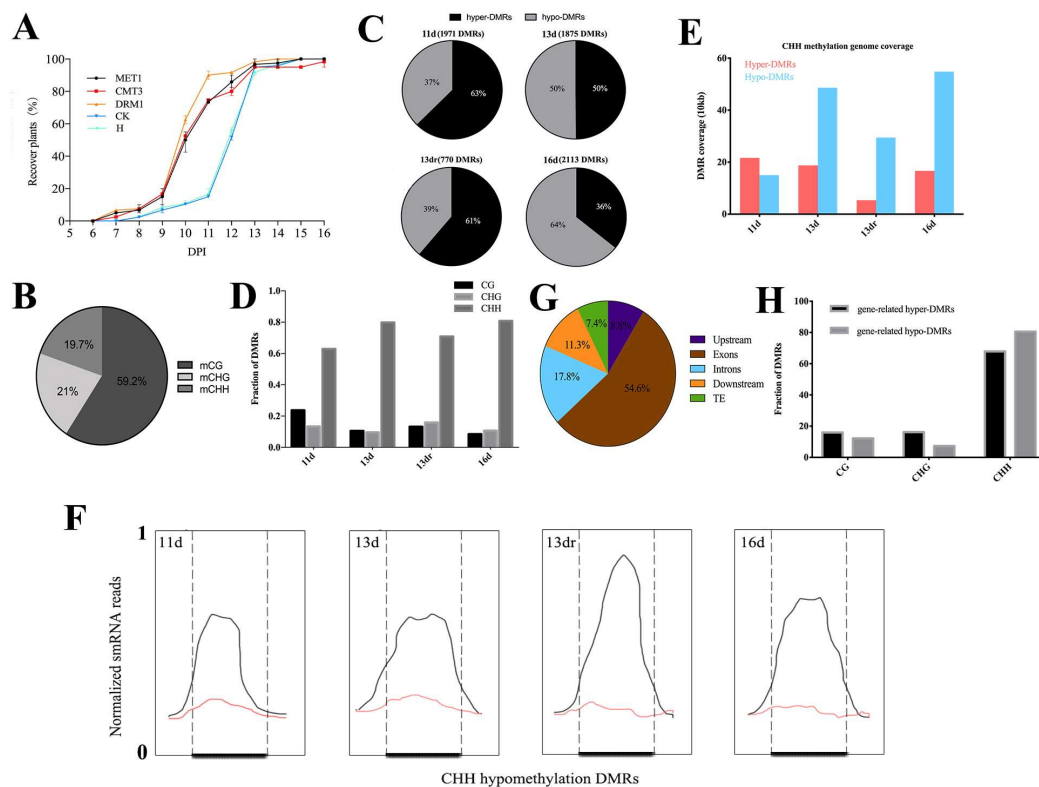 A
100
80
60
40
20
0
Recover plants（%）
MET1
CMT3
DRM1
CK
H
5 6 7 8 9 10 11 12 13 14 15 16
DPI
C
hyper-DMRs
hypo-DMRs
11d (1971 DMRs)
37%
63%
13d (1875 DMRs)
50%
50%
13dr(770 DMRs)
39%
61%
16d(2113 DMRs)
36%
64%
E
CHH methylation genome coverage
Hyper-DMRs
Hypo-DMRs
DMR coverage (10kb)
60
40
20
0
11d 13d 13dr 16d
B
19.7%
21%
59.2%
mCG
mCHG
mCHH
D
CG
CHG
CHH
Fraction of DMRs
0.8
0.6
0.4
0.2
0.0
11d 13d 13dr 16d
G
7.4%
8.8%
11.3%
17.8%
54.6%
Upstream
Exons
Introns
Downstream
TE
H
gene-related hyper-DMRs
gene-related hypo-DMRs
Fraction of DMRs
100
80
60
40
20
0
CG CHG CHH
F
1
0
Normalized smRNA reads
11d
13d
13dr
16d
CHH hypomethylation DMRs